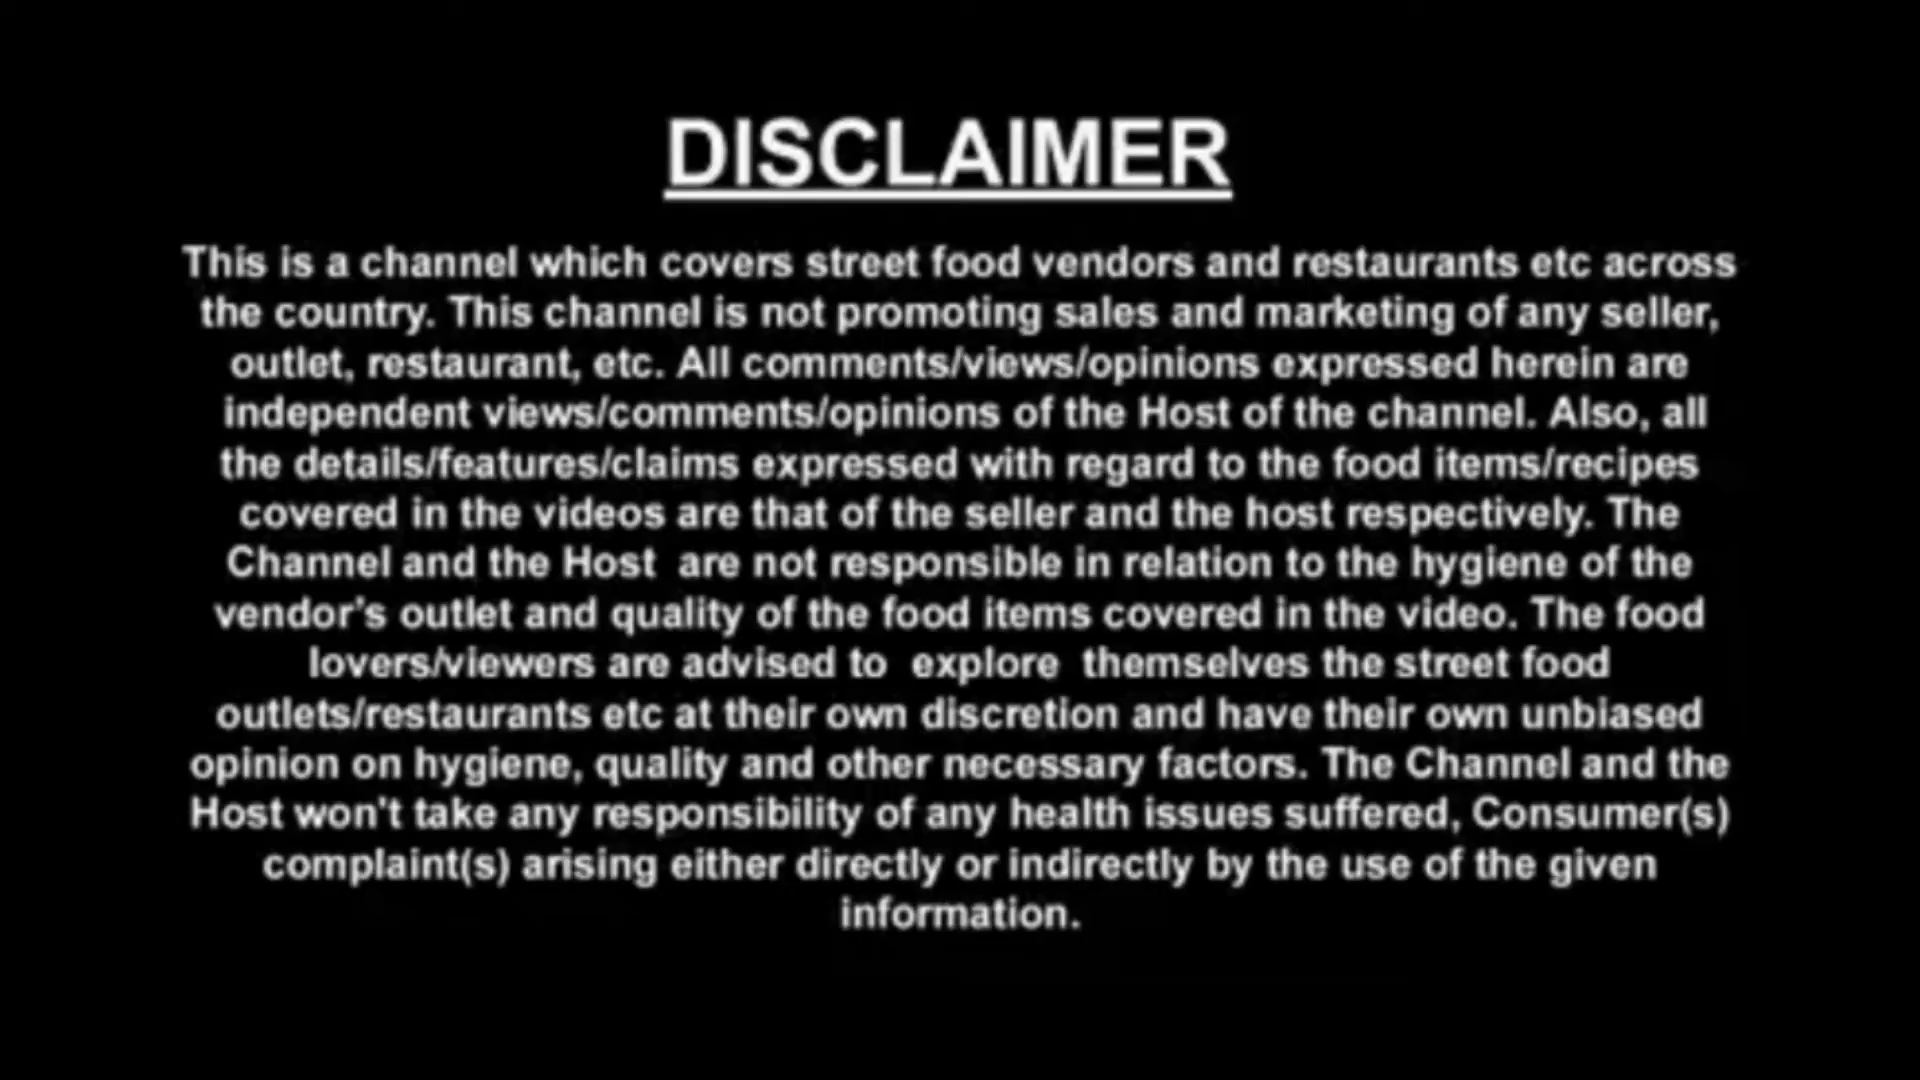 DISCLAIMER
This is a channel which covers street food vendors and restaurants etc across
the country. This channel is not promoting sales and marketing of any seller,
outlet, restaurant, etc. All comments/views/opinions expressed herein are
independent views/comments/opinions of the Host of the channel. Also, all
the details/features/claims expressed with regard to the food items/recipes
covered in the videos are that of the seller and the host respectively. The
Channel and the Host  are not responsible in relation to the hygiene of the
vendor's outlet and quality of the food items covered in the video. The food
lovers/viewers are advised to  explore  themselves the street food
outlets/restaurants etc at their own discretion and have their own unbiased
opinion on hygiene, quality and other necessary factors. The Channel and the
Host won't take any responsibility of any health issues suffered, Consumer(s)
complaint(s) arising either directly or indirectly by the use of the given
information.